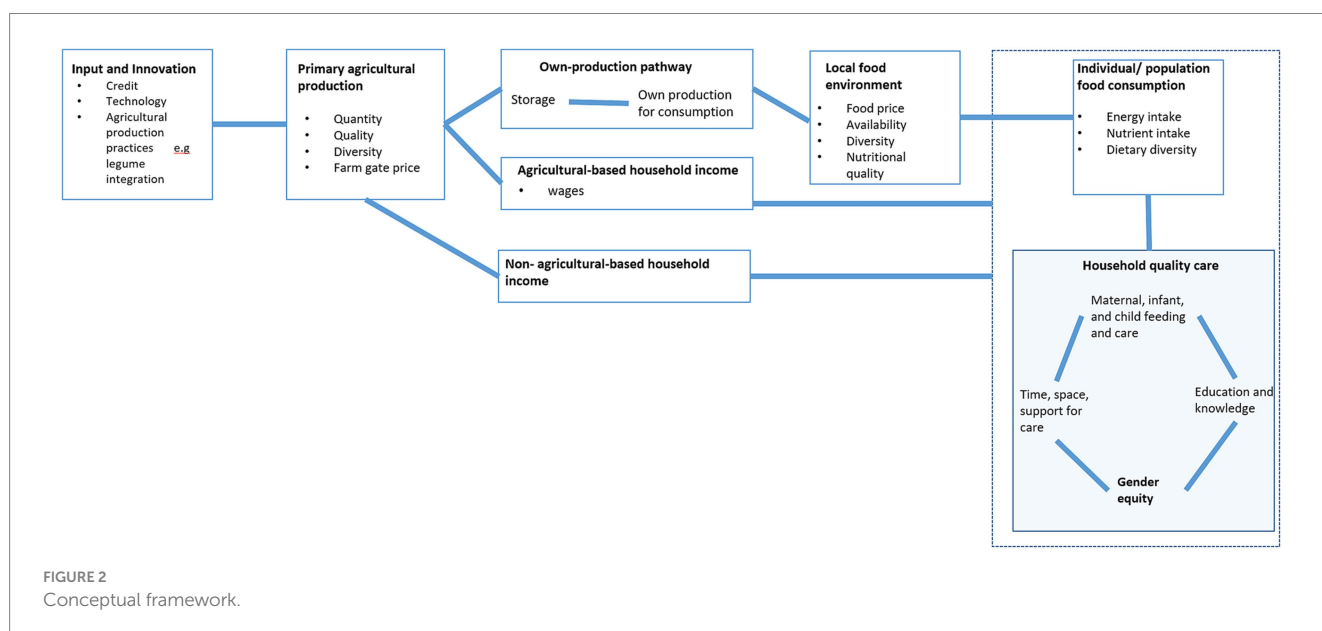 Input and Innovation
• Credit
• Technology
• Agricultural
production
practices e.g
legume
integration
Primary agricultural
production
• Quantity
• Quality
• Diversity
• Farm gate price
Own-production pathway
Storage
Own production
for consumption
Agricultural-based household income
• wages
Non- agricultural-based household
income
Local food
environment
• Food price
• Availability
• Diversity
• Nutritional
quality
Individual/ population
food consumption
• Energy intake
• Nutrient intake
• Dietary diversity
Household quality care
Maternal, infant,
and child feeding
and care
Time, space,
support for
care
Education and
knowledge
Gender
equity
FIGURE 2
Conceptual framework.